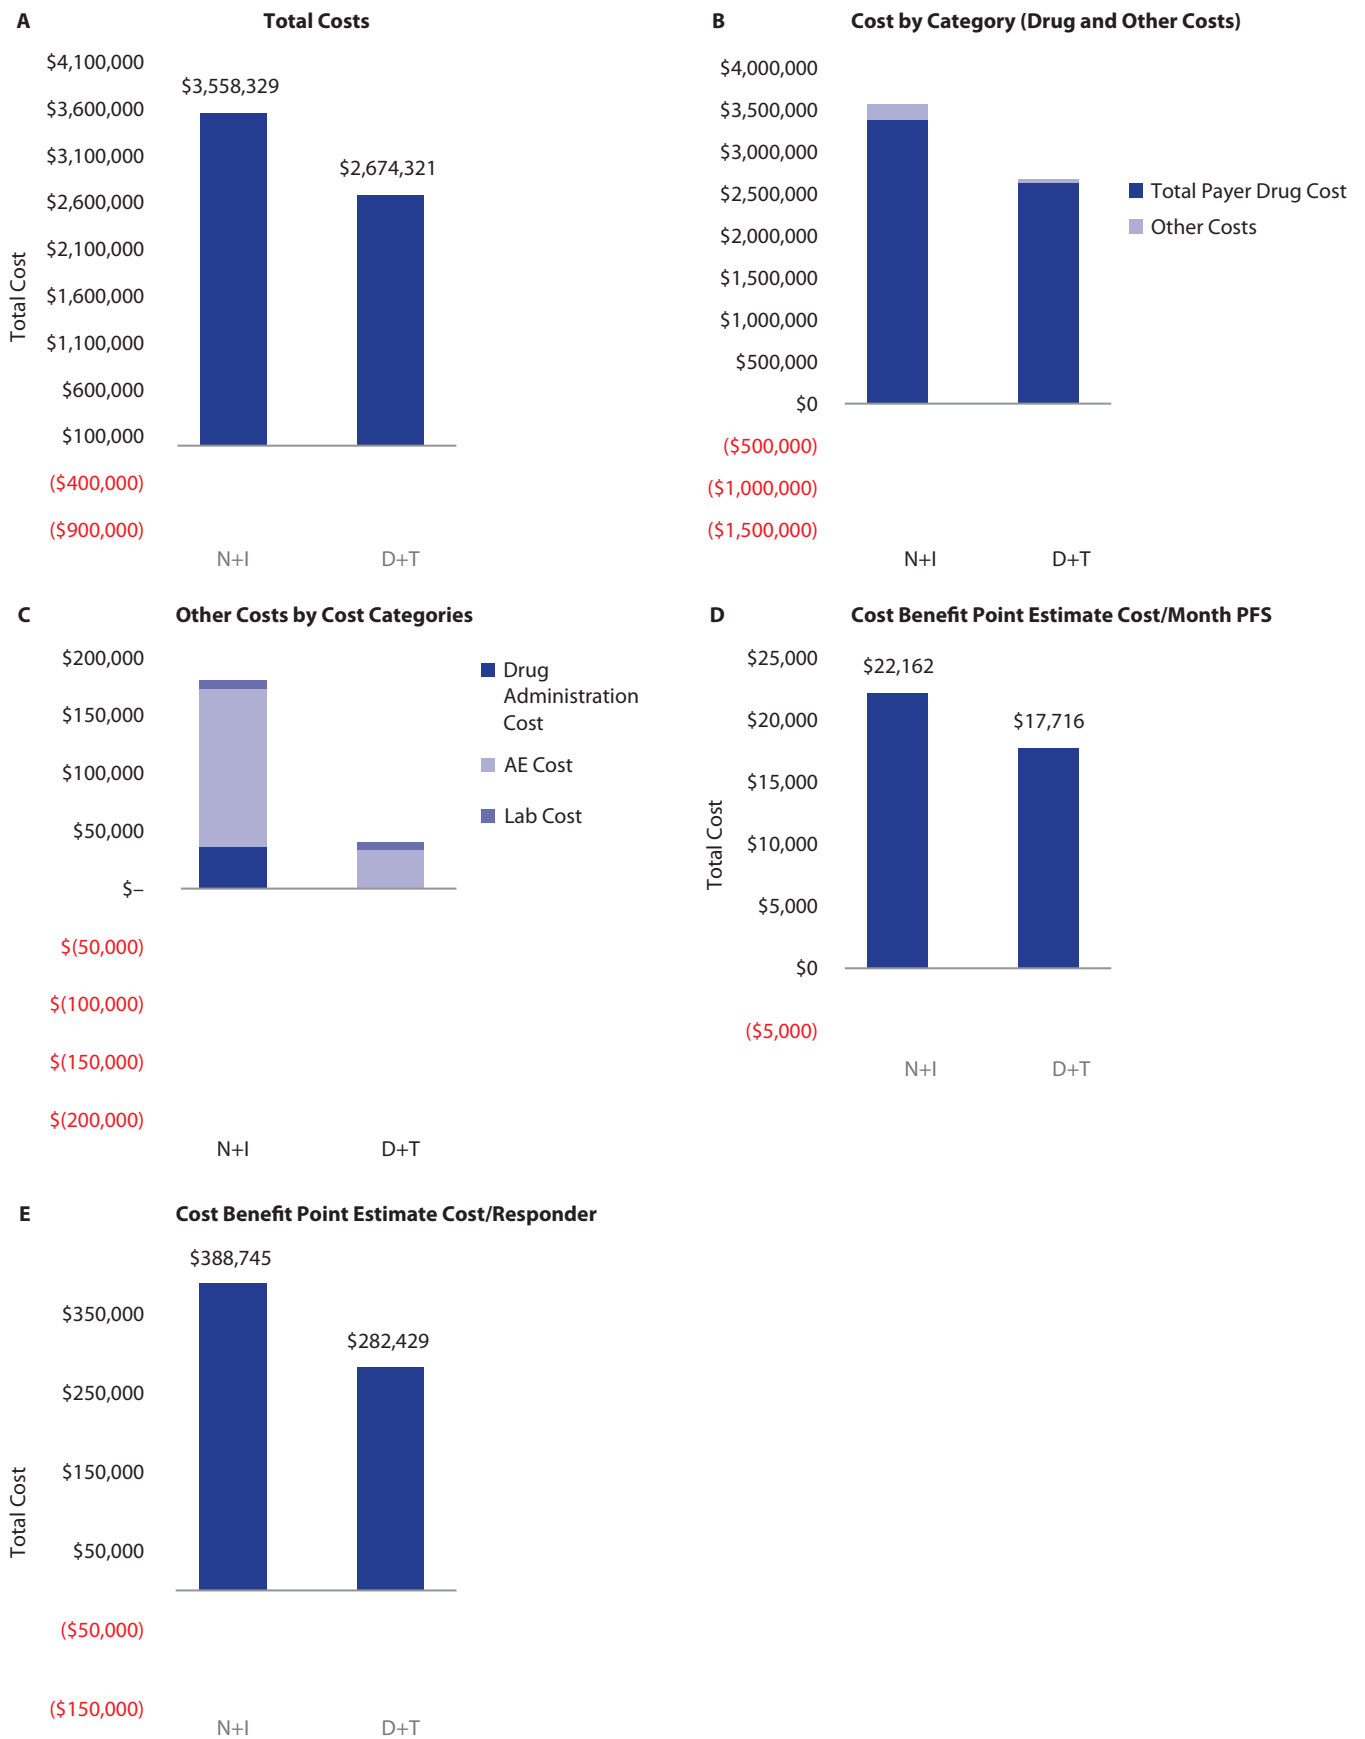 A
Total Costs
$4,100,000
$3,600,000
$3,100,000
$2,600,000
$2,100,000
$1,600,000
$1,100,000
$600,000
$100,000
($400,000)
($900,000)
Total Cost
$3,558,329
$2,674,321
N+I
D+T
B
Cost by Category (Drug and Other Costs)
$4,000,000
$3,500,000
$3,000,000
$2,500,000
$2,000,000
$1,500,000
$1,000,000
$500,000
$0
($500,000)
($1,000,000)
($1,500,000)
N+I
D+T
Total Payer Drug Cost
Other Costs
C
Other Costs by Cost Categories
$200,000
$150,000
$100,000
$50,000
$–
$(50,000)
$(100,000)
$(150,000)
$(200,000)
N+I
D+T
Drug
Administration
Cost
AE Cost
Lab Cost
D
Cost Benefit Point Estimate Cost/Month PFS
$25,000
$20,000
$15,000
$10,000
$5,000
$0
($5,000)
Total Cost
$22,162
$17,716
N+I
D+T
E
Cost Benefit Point Estimate Cost/Responder
$350,000
$250,000
$150,000
$50,000
($50,000)
($150,000)
Total Cost
$388,745
$282,429
N+I
D+T